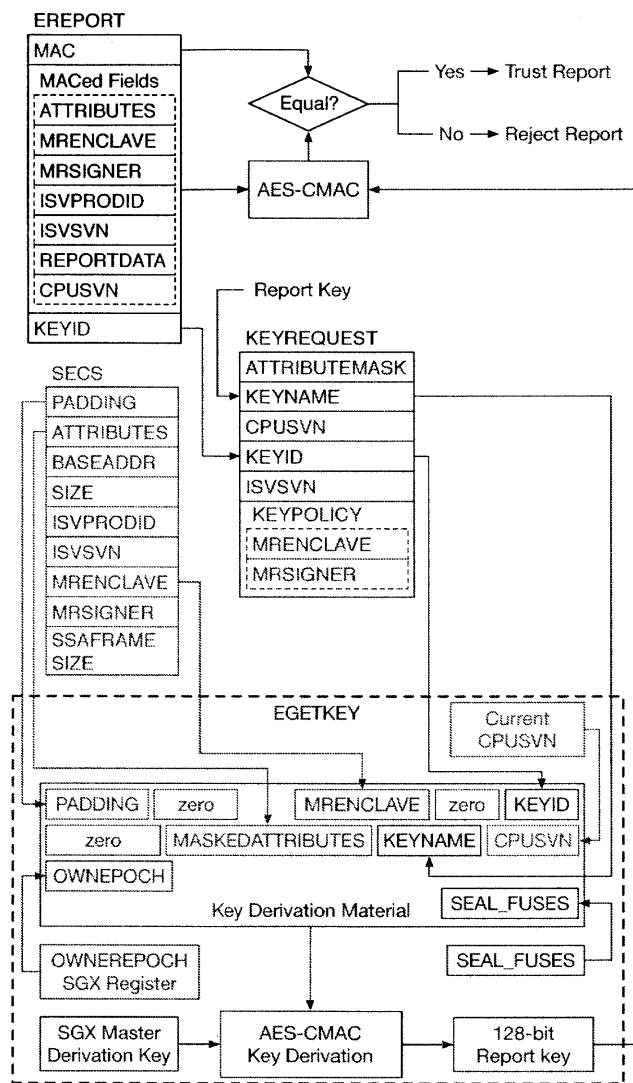 EREPORT
MAC
MACed Fields
ATTRIBUTES
MRENCLAVE
MRSIGNER
ISVPRODID
ISVSVN
REPORTDATA
CPUSVN
KEYID
Equal?
Yes
Trust Report
No
Reject Report
AES-CMAC
Report Key
KEYREQUEST
ATTRIBUTEMASK
KEYNAME
CPUSVN
KEYID
ISVSVN
KEYPOLICY
MRENCLAVE
MRSIGNER
SECS
PADDING
ATTRIBUTES
BASEADDR
SIZE
ISVPRODID
ISVSVN
MRENCLAVE
MRSIGNER
SSAFRAME
SIZE
EGETKEY
Current
CPUSVN
PADDING
zero
MRENCLAVE
zero
KEYID
zero
MASKEDATTRIBUTES
KEYNAME
CPUSVN
OWNEPOCH
Key Derivation Material
SEAL_FUSES
OWNEREPOCH
SGX Register
SEAL_FUSES
SGX Master
Derivation Key
AES-CMAC
Key Derivation
128-bit
Report key